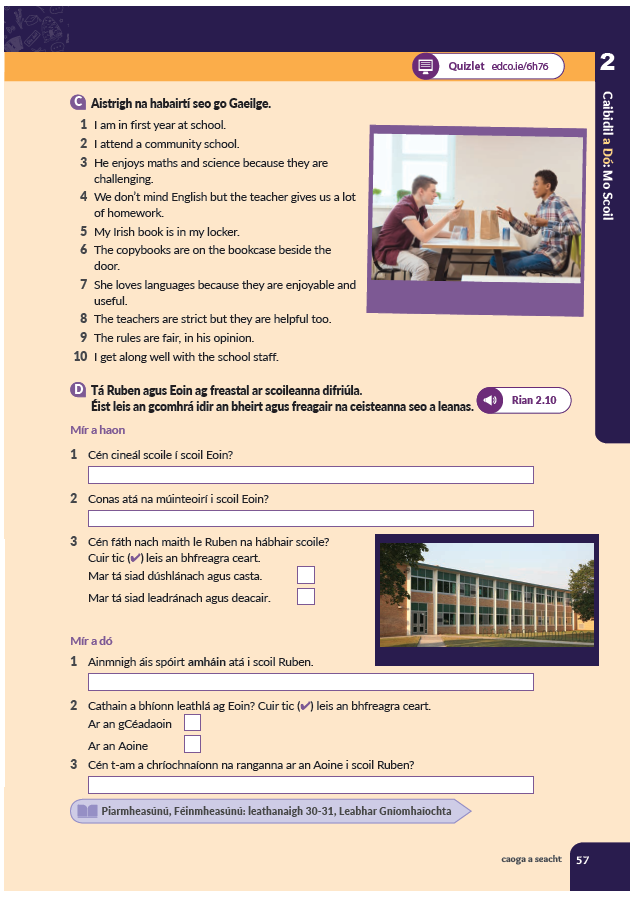 Quizlet edco.ie/6h76
2
Caibidil a Dó: Mo Scoil
C Aistrigh na habairtí seo go Gaeilge.
1 I am in first year at school.
2 I attend a community school.
3 He enjoys maths and science because they are
challenging.
4 We don't mind English but the teacher gives us a lot
of homework.
5 My Irish book is in my locker.
6 The copybooks are on the bookcase beside the
door.
7 She loves languages because they are enjoyable and
useful.
8 The teachers are strict but they are helpful too.
9 The rules are fair, in his opinion.
10 I get along well with the school staff.
D Tá Ruben agus Eoin ag freastal ar scoileanna difriúla.
Éist leis an gcomhrá idir an bheirt agus freagair na ceisteanna seo a leanas.
Rian 2.10
Mír a haon
1 Cén cineál scoile í scoil Eoin?
2 Conas atá na múinteoirí i scoil Eoin?
3 Cén fáth nach maith le Ruben na hábhair scoile?
Cuir tic (✔) leis an bhfreagra ceart.
Mar tá siad dúshlánach agus casta.
Mar tá siad leadránach agus deacair.
Mír a dó
1 Ainmnigh áis spóirt amháin atá i scoil Ruben.
2 Cathain a bhíonn leathlá ag Eoin? Cuir tic (✔) leis an bhfreagra ceart.
Ar an gCéadaoin
Ar an Aoine
3 Cén t-am a chríochnaíonn na ranganna ar an Aoine i scoil Ruben?
Piarmheasúnú, Féinmheasúnú: leathanaigh 30-31, Leabhar Gníomhaíochta
caoga a seacht 57